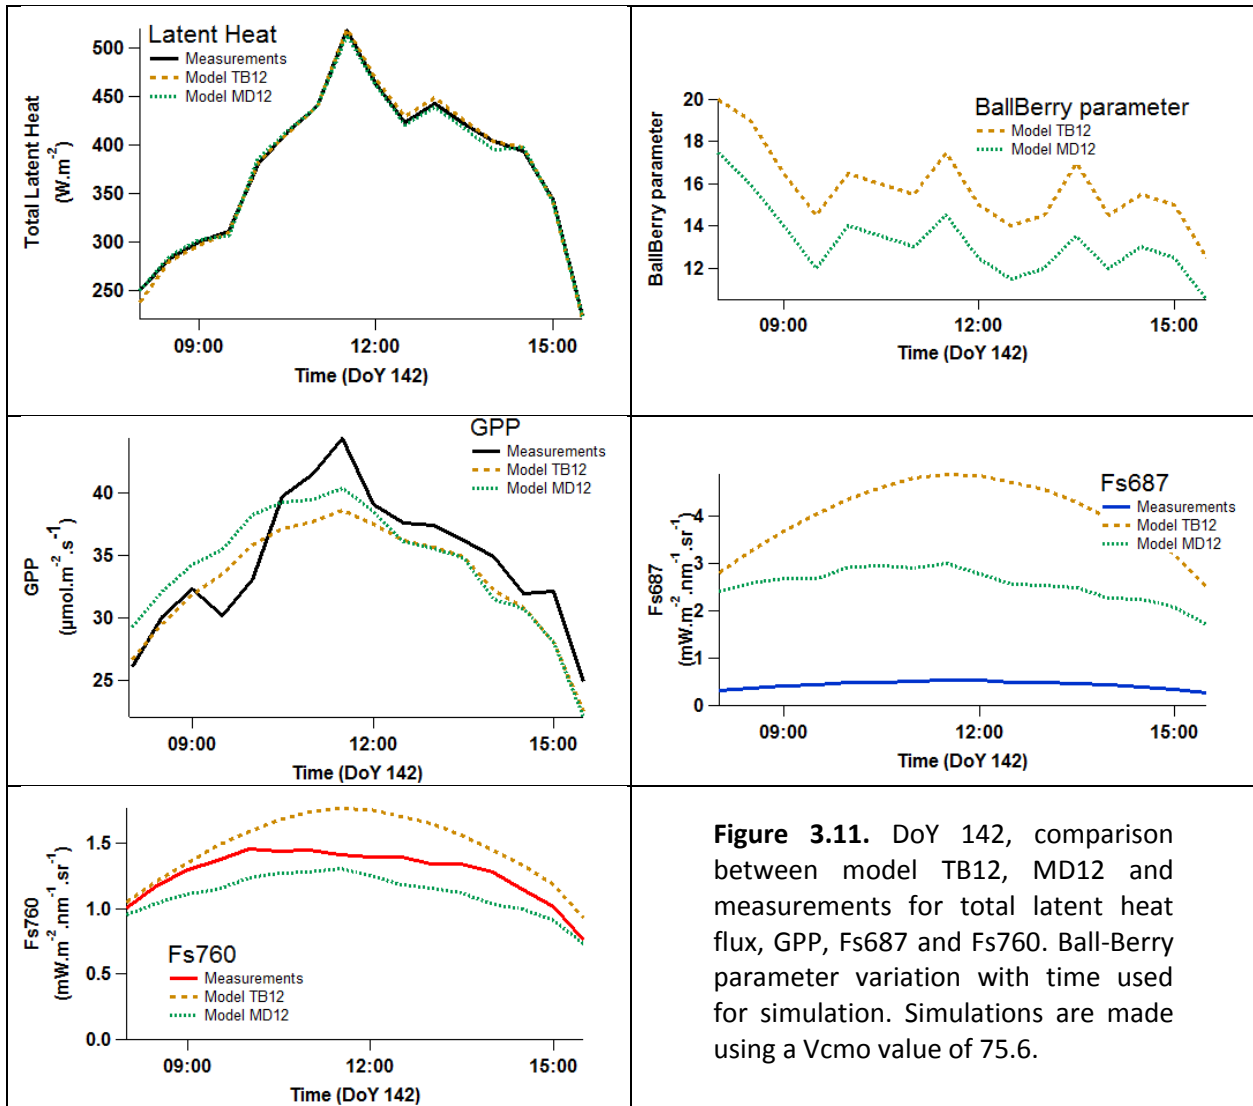 Latent Heat
Measurements
Model TB12
Model MD12
500
450
400
350
300
250
Total Latent Heat
(W.m-2)
09:00 12:00 15:00
Time (DoY 142)
BallBerry parameter
Model TB12
Model MD12
20
18
16
14
12
BallBerry parameter
09:00 12:00 15:00
Time (DoY 142)
GPP
Measurements
Model TB12
Model MD12
40
35
30
25
GPP
(µmol.m-2.s-1)
09:00 12:00 15:00
Time (DoY 142)
Fs687
Measurements
Model TB12
Model MD12
4
3
2
1
0
Fs687
(mW.m-2.nm-1.sr-1)
09:00 12:00 15:00
Time (DoY 142)
1.5
1.0
0.5
0.0
Fs760
(mW.m-2.nm-1.sr-1)
Fs760
Measurements
Model TB12
Model MD12
09:00 12:00 15:00
Time (DoY 142)
Figure 3.11. DoY 142, comparison
between model TB12, MD12 and
measurements for total latent heat
flux, GPP, Fs687 and Fs760. Ball-Berry
parameter variation with time used
for simulation. Simulations are made
using a Vcmo value of 75.6.